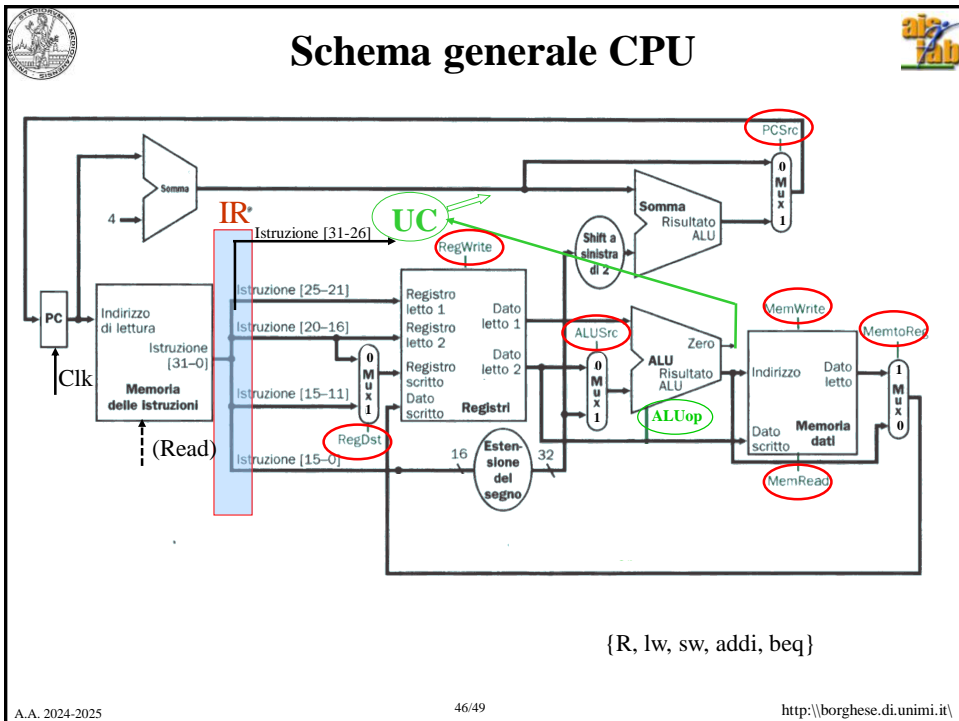 Schema generale CPU
PCSrc
0
Mux
1
Somma
4
IR
UC
Somma
Risultato
ALU
Istruzione [31-26]
RegWrite
Shift a
sinistra
di 2
PC
Clk
Indirizzo
di lettura
Istruzione
[31-0]
Memoria
delle istruzioni
(Read)
Istruzione [25–21]
Istruzione [20–16]
Istruzione [15–11]
Istruzione [15–0]
0
Mux
1
RegDst
Registro
letto 1
Registro
letto 2
Registro
scritto
Dato
scritto
Dato
letto 1
Dato
letto 2
Registri
16
Esten-
sione
del
segno
32
ALUSrc
0
Mux
1
Zero
ALU
Risultato
ALU
ALUop
MemWrite
Indirizzo
Dato
letto
Dato
scritto
Memoria
dati
MemRead
MemtoReg
1
Mux
0
{R, lw, sw, addi, beq}
A.A. 2024-2025
46/49
http:\\borghese.di.unimi.it\